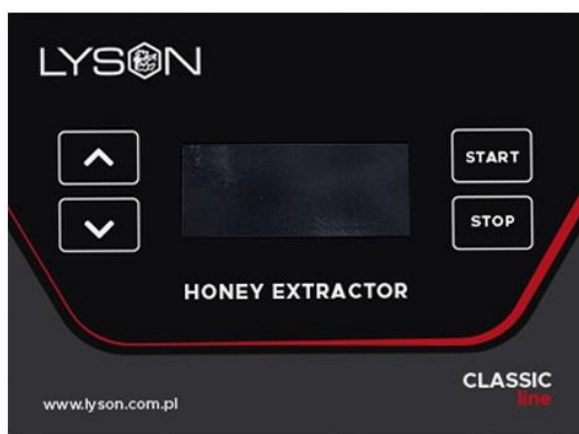 LYSON
START
STOP
HONEY EXTRACTOR
CLASSIC
line
www.lyson.com.pl